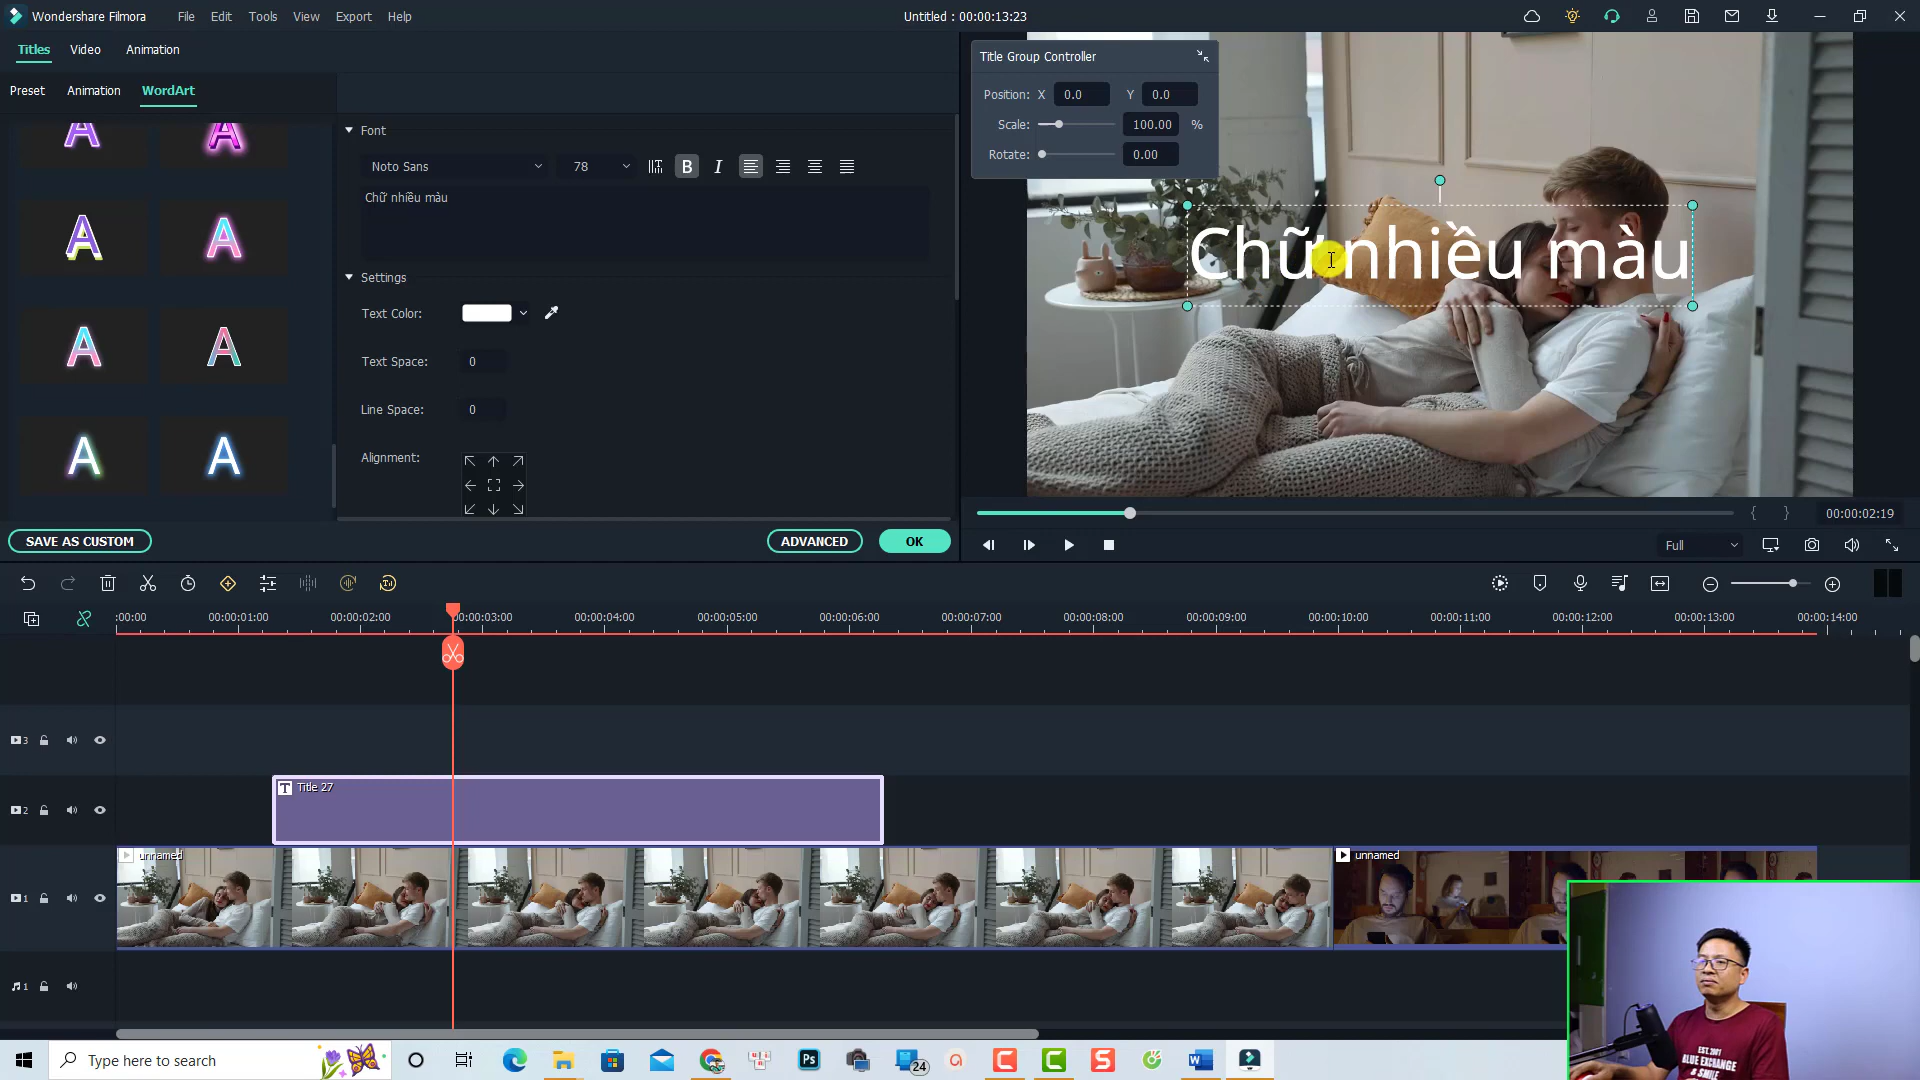 Wondershare Filmora File Edit Tools View Export Help Untitled : 00:00:13:23
Titles Video Animation
Preset Animation WordArt
Font
Noto Sans 78 B I
Chữ nhiều màu
Settings
Text Color:
Text Space: 0
Line Space: 0
Alignment:
SAVE AS CUSTOM ADVANCED OK
Title Group Controller
Position: X 0.0 Y 0.0
Scale: 100.00 %
Rotate: 0.00
Chữ nhiều màu
{ } 00:00:02:19
Full
:00:00 00:00:01:00 00:00:02:00 00:00:03:00 00:00:04:00 00:00:05:00 00:00:06:00 00:00:07:00 00:00:08:00 00:00:09:00 00:00:10:00 00:00:11:00 00:00:12:00 00:00:13:00 00:00:14:00
3
Title 27
2
unnamed unnamed
1
1
EST. 2001
BLUE EXCHANGE
& SMILE
Type here to search 24